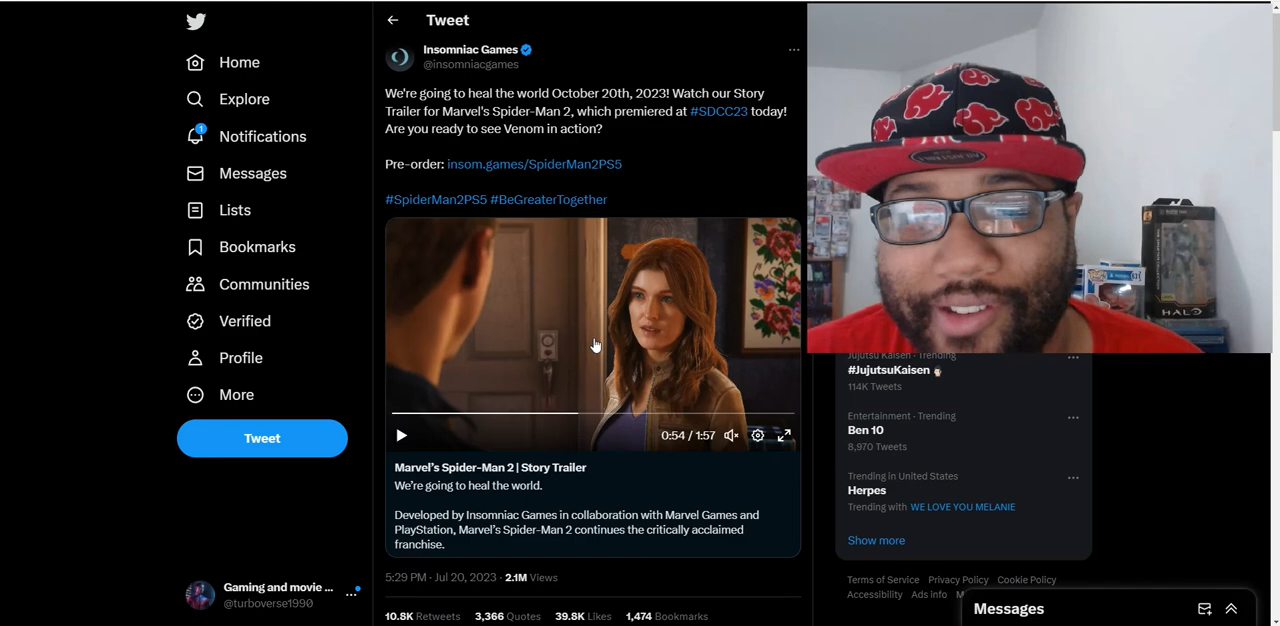 Tweet
Home
Explore
1
Notifications
Messages
Lists
Bookmarks
Communities
Verified
Profile
More
Tweet
Gaming and movie ...
@turboverse1990
Insomniac Games
@insomniacgames
We're going to heal the world October 20th, 2023! Watch our Story
Trailer for Marvel's Spider-Man 2, which premiered at #SDCC23 today!
Are you ready to see Venom in action?
Pre-order: insom.games/SpiderMan2PS5
#SpiderMan2PS5 #BeGreaterTogether
0:54 / 1:57
Marvel's Spider-Man 2 | Story Trailer
We're going to heal the world.
Developed by Insomniac Games in collaboration with Marvel Games and
PlayStation, Marvel's Spider-Man 2 continues the critically acclaimed
franchise.
5:29 PM · Jul 20, 2023 · 2.1M Views
10.8K Retweets 3,366 Quotes 39.8K Likes 1,474 Bookmarks
HALO
Jujutsu Kaisen · Trending
#JujutsuKaisen
114K Tweets
Entertainment · Trending
Ben 10
8,970 Tweets
Trending in United States
Herpes
Trending with WE LOVE YOU MELANIE
Show more
Terms of Service Privacy Policy Cookie Policy
Accessibility Ads info
Messages